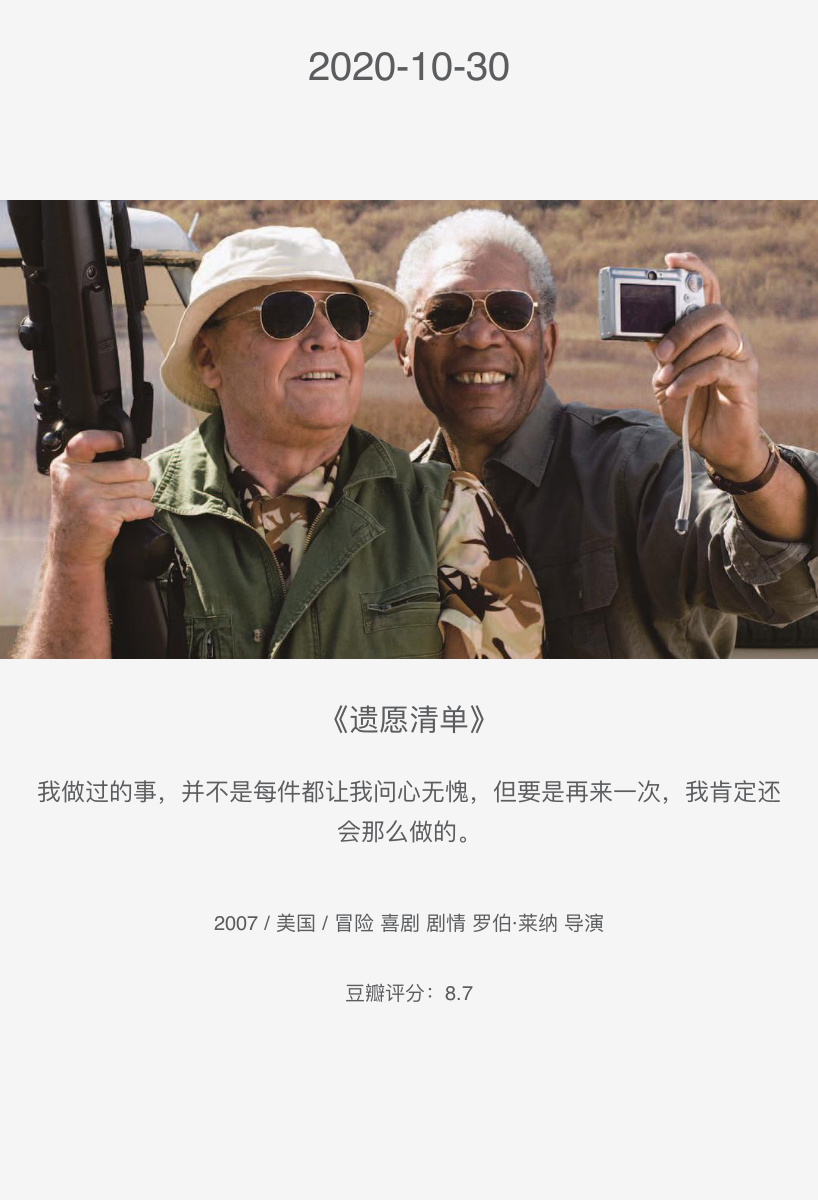 2020-10-30
《遗愿清单》
我做过的事，并不是每件都让我问心无愧，但要是再来一次，我肯定还
会那么做的。
2007 / 美国 / 冒险 喜剧 剧情 罗伯·莱纳 导演
豆瓣评分：8.7